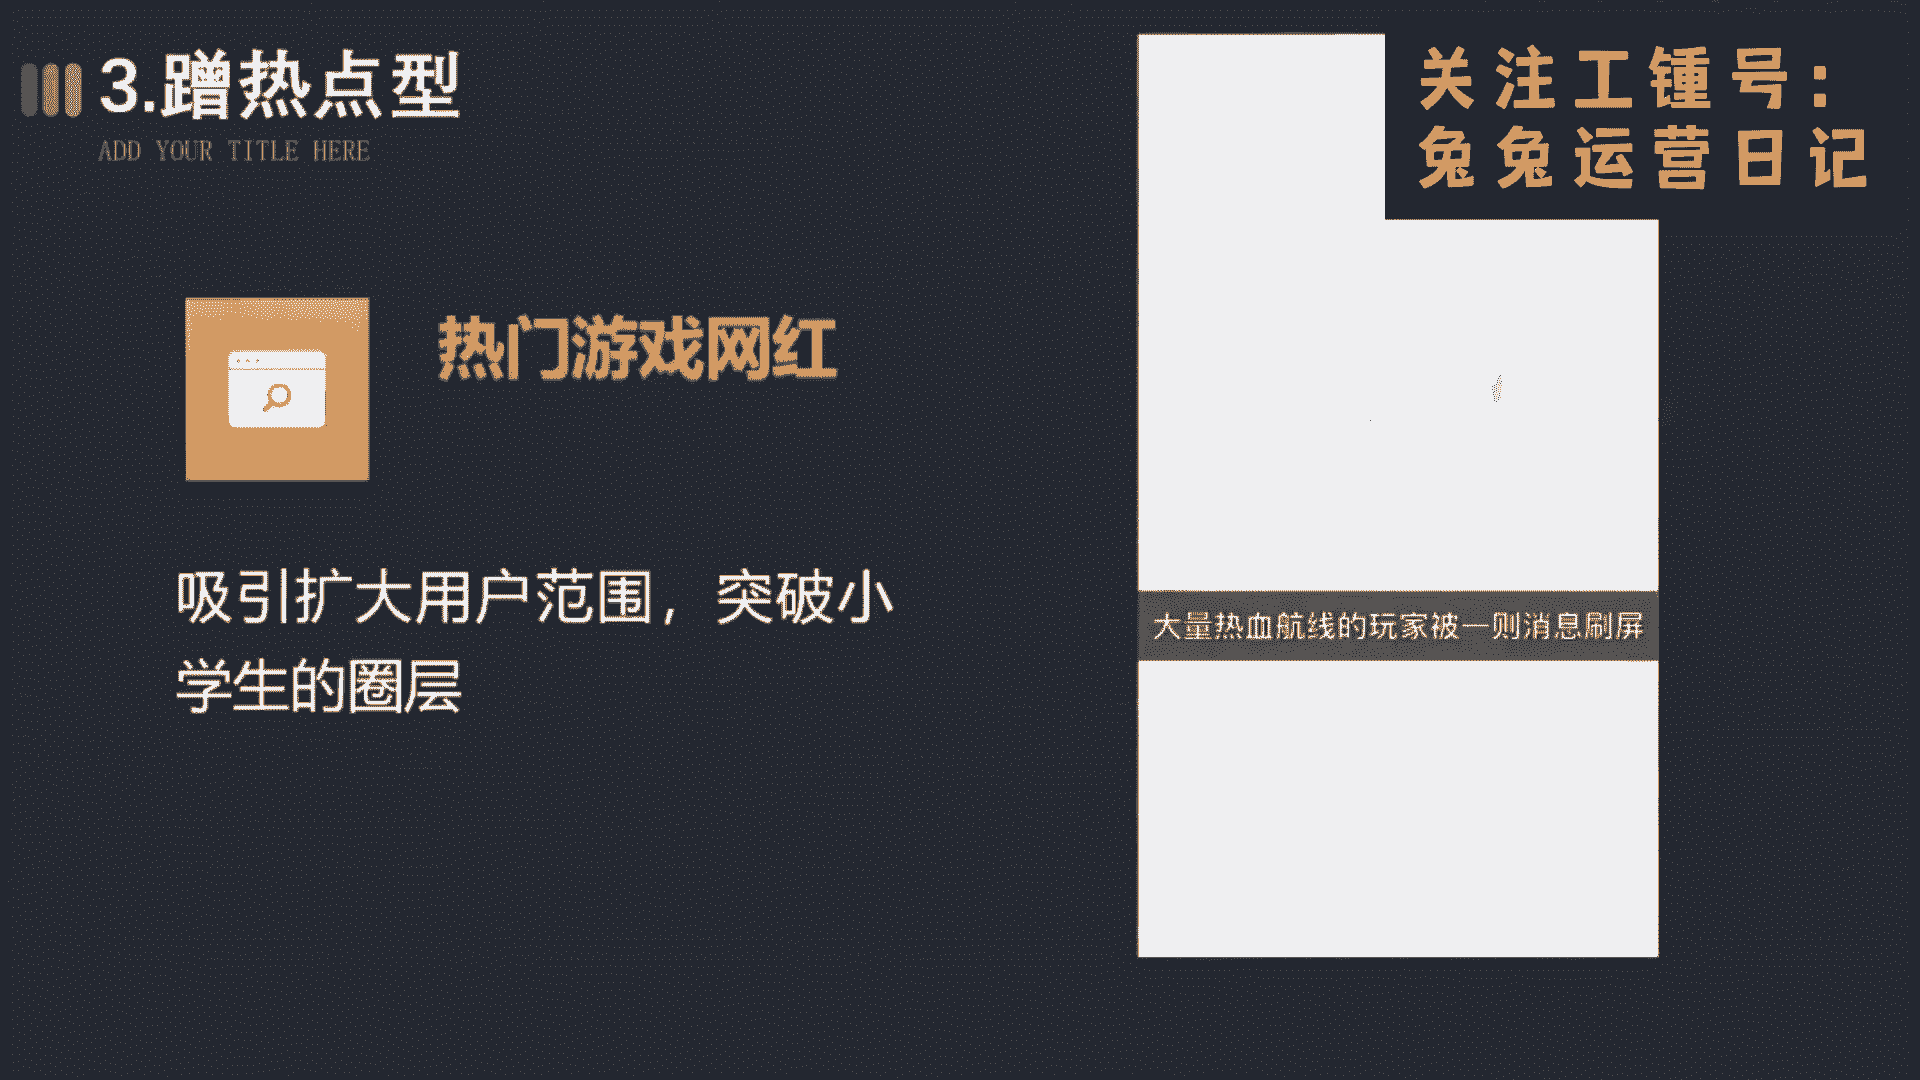 3.蹭热点型
ADD YOUR TITLE HERE
关注工锺号：
兔兔运营日记
热门游戏网红
吸引扩大用户范围，突破小
学生的圈层
大量热血航线的玩家被一则消息刷屏